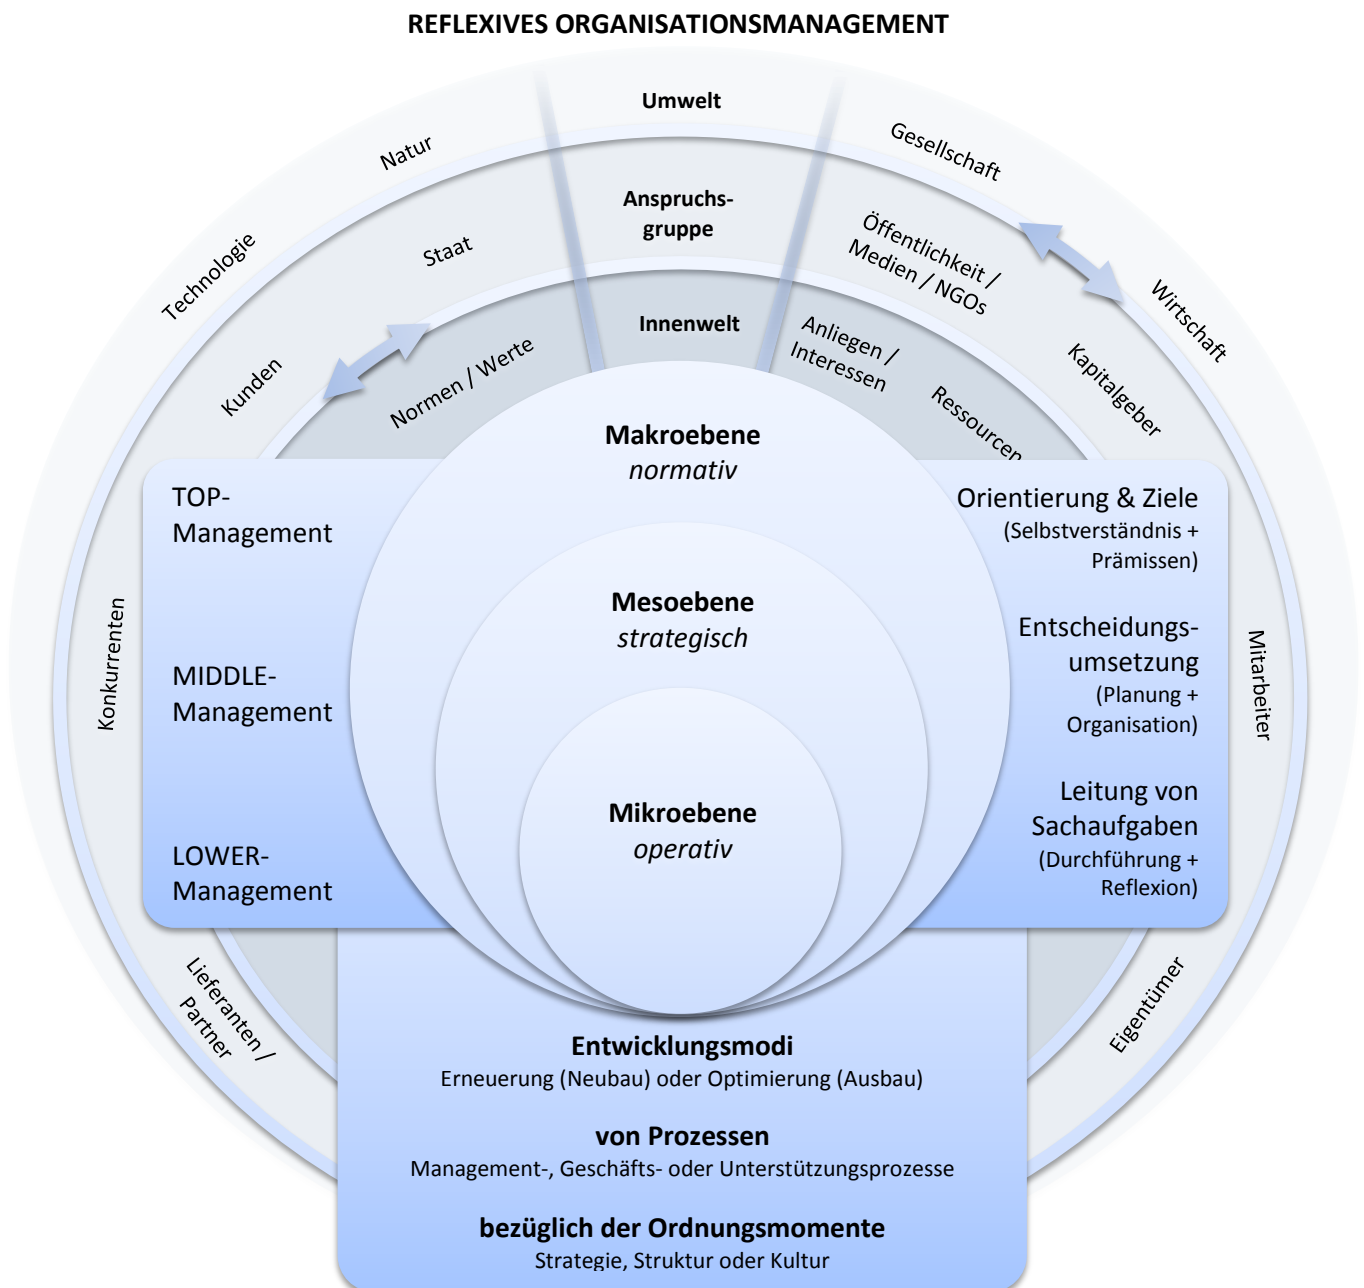 REFLEXIVES ORGANISATIONSMANAGEMENT
Umwelt
Natur
Gesellschaft
Technologie
Wirtschaft
Anspruchs-
gruppe
Staat
Öffentlichkeit /
Medien / NGOs
Kunden
Kapitalgeber
Innenwelt
Normen / Werte
Anliegen /
Interessen
Ressourcen
Konkurrenten
Mitarbeiter
Lieferanten /
Partner
Eigentümer
TOP-
Management
MIDDLE-
Management
LOWER-
Management
Makroebene
normativ
Mesoebene
strategisch
Mikroebene
operativ
Orientierung & Ziele
(Selbstverständnis +
Prämissen)
Entscheidungs-
umsetzung
(Planung +
Organisation)
Leitung von
Sachaufgaben
(Durchführung +
Reflexion)
Entwicklungsmodi
Erneuerung (Neubau) oder Optimierung (Ausbau)
von Prozessen
Management-, Geschäfts- oder Unterstützungsprozesse
bezüglich der Ordnungsmomente
Strategie, Struktur oder Kultur